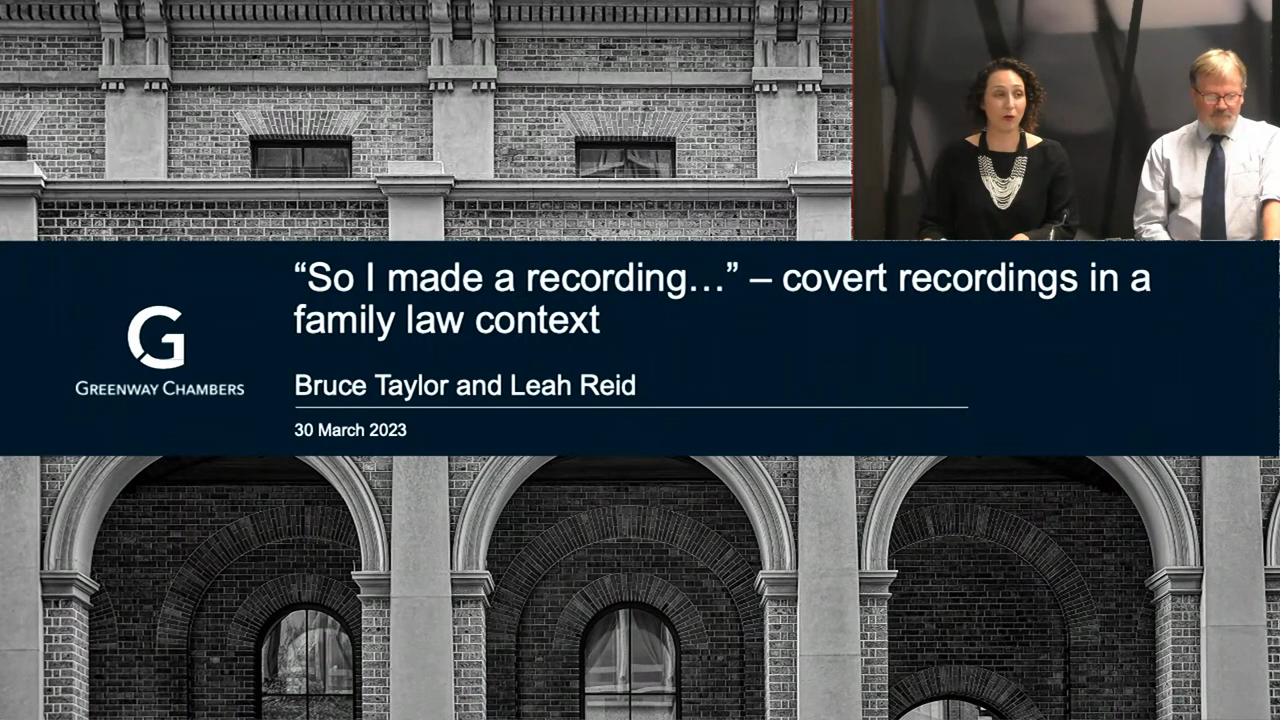 “So I made a recording…” – covert recordings in a
family law context
G
GREENWAY CHAMBERS
Bruce Taylor and Leah Reid
30 March 2023